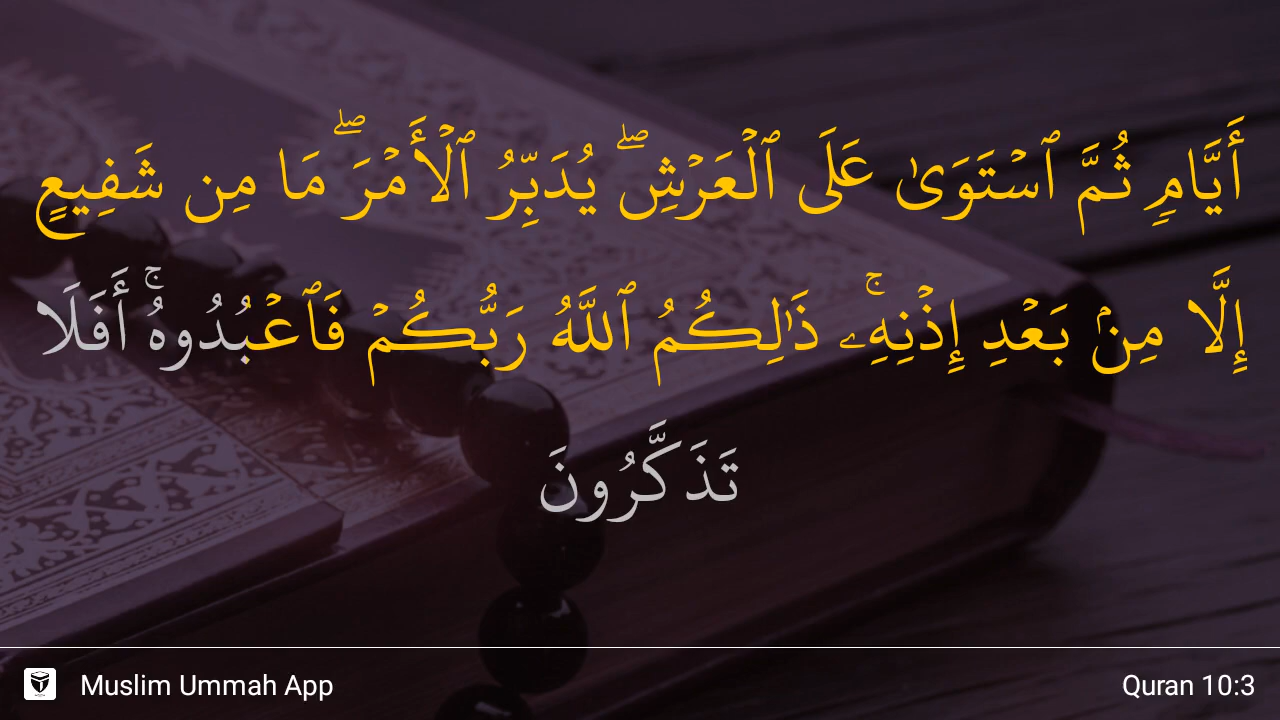 أَيَّامٖ ثُمَّ ٱسۡتَوَىٰ عَلَى ٱلۡعَرۡشِۖ يُدَبِّرُ ٱلۡأَمۡرَۖ مَا مِن شَفِيعٍ
إِلَّا مِنۢ بَعۡدِ إِذۡنِهِۦۚ ذَٰلِكُمُ ٱللَّهُ رَبُّكُمۡ فَٱعۡبُدُوهُۚ أَفَلَا
تَذَكَّرُونَ
Muslim Ummah App
Quran 10:3